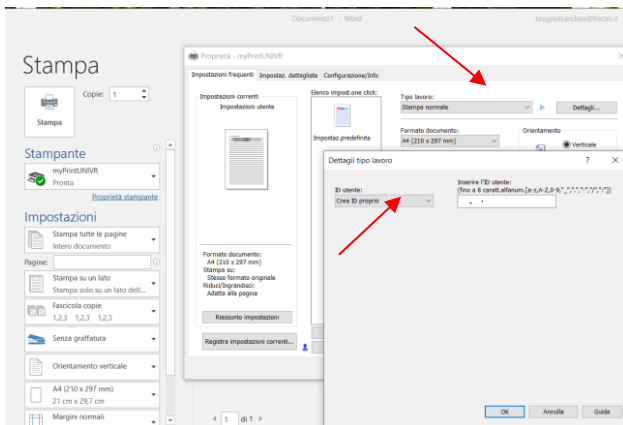 Documento1 - Word
brugnoli.andrea@tiscali.it
Stampa
Copie: 1
Stampa
Stampante
myPrintUNIVR
Pronta
Proprietà stampante
Impostazioni
Stampa tutte le pagine
Intero documento
Pagine:
Stampa su un lato
Stampa solo su un lato dell...
Fascicola copie
1,2,3 1,2,3 1,2,3
Senza graffatura
Orientamento verticale
A4 (210 x 297 mm)
21 cm x 29,7 cm
Margini normali
1 di 1
Proprietà - myPrintUNIVR
Impostazioni frequenti Impostaz. dettagliate Configurazione/Info
Impostazioni correnti
Impostazioni utente
Formato documento:
A4 (210 x 297 mm)
Stampa su:
Stesso formato originale
Riduci/Ingrandisci:
Adatta alla pagina
Riassunto impostazioni
Registra impostazioni correnti...
Elenco impost.one click:
Impostaz.predefinita
Tipo lavoro:
Stampa normale
Dettagli...
Formato documento:
A4 (210 x 297 mm)
Orientamento
Verticale
Dettagli tipo lavoro
ID utente:
Crea ID proprio
Inserire l'ID utente:
OK
Annulla
Guida